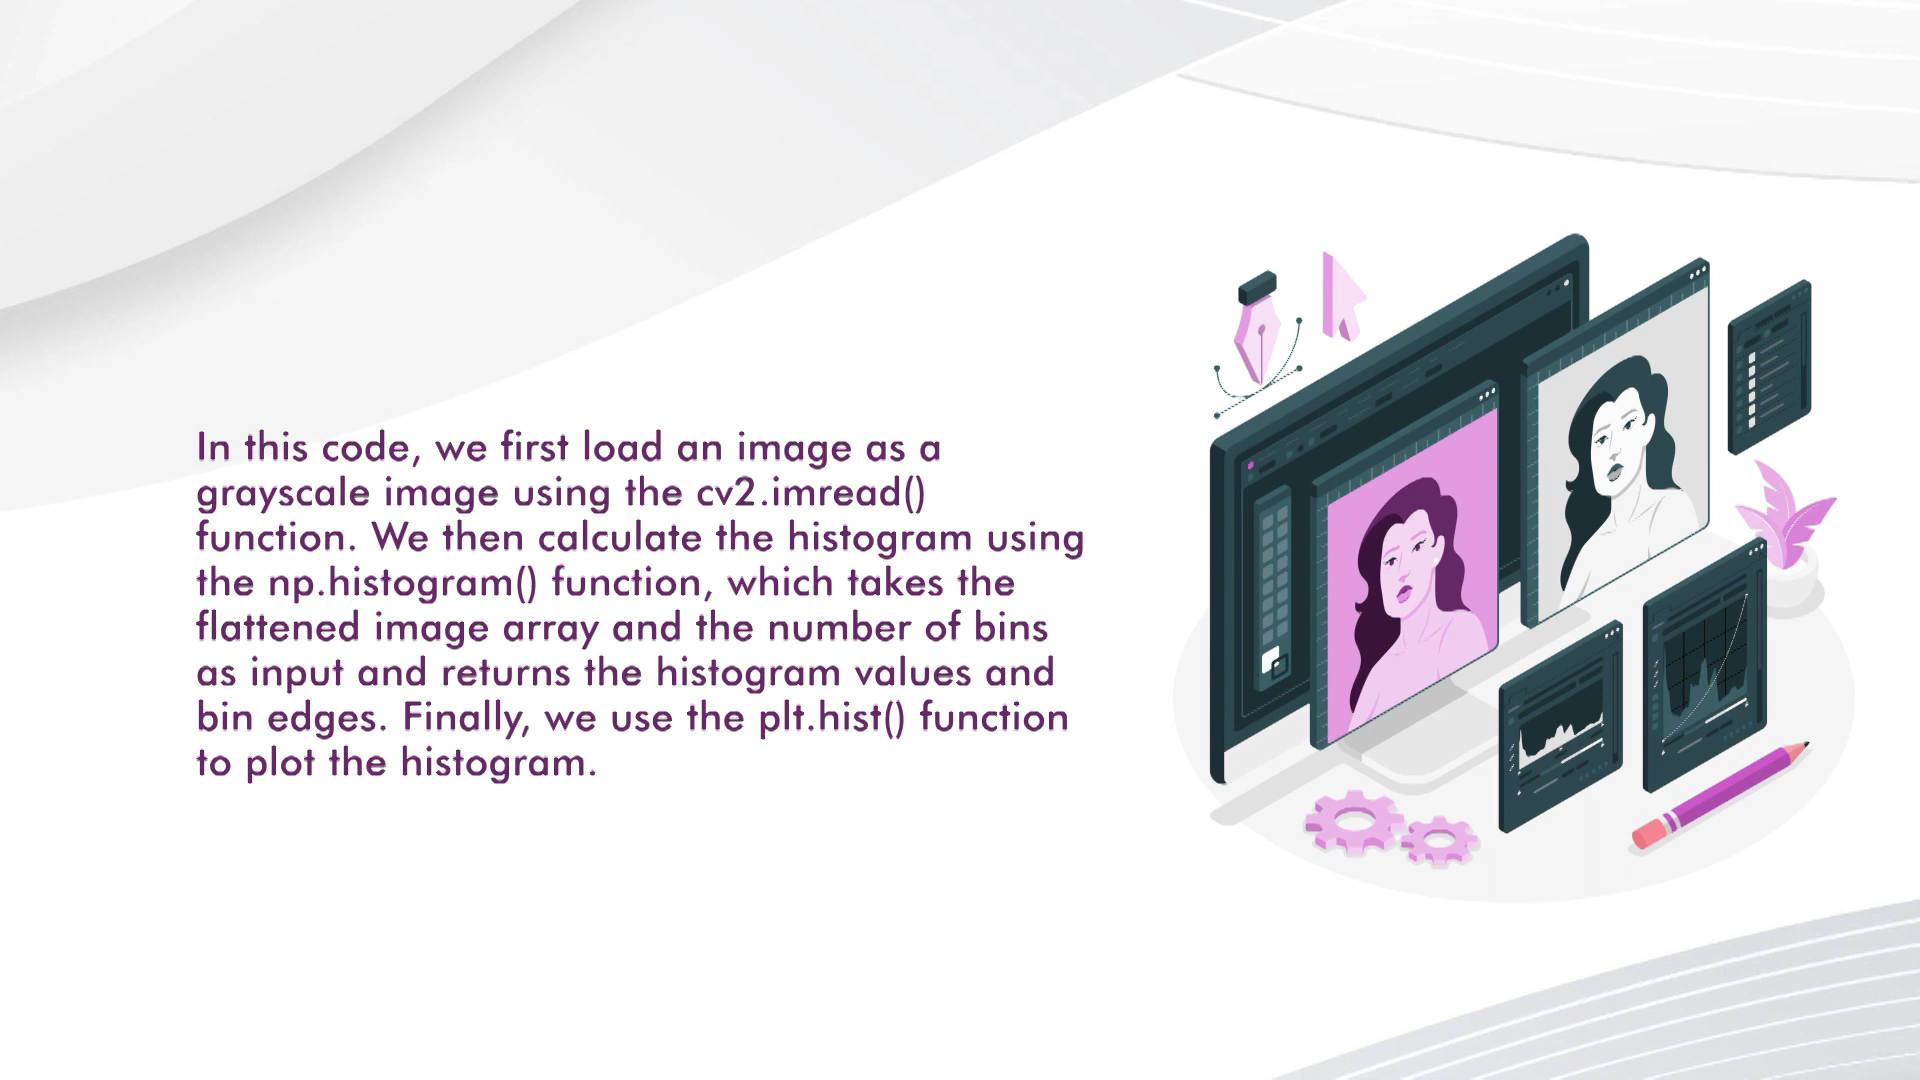 In this code, we first load an image as a
grayscale image using the cv2.imread()
function. We then calculate the histogram using
the np.histogram() function, which takes the
flattened image array and the number of bins
as input and returns the histogram values and
bin edges. Finally, we use the plt.hist() function
to plot the histogram.